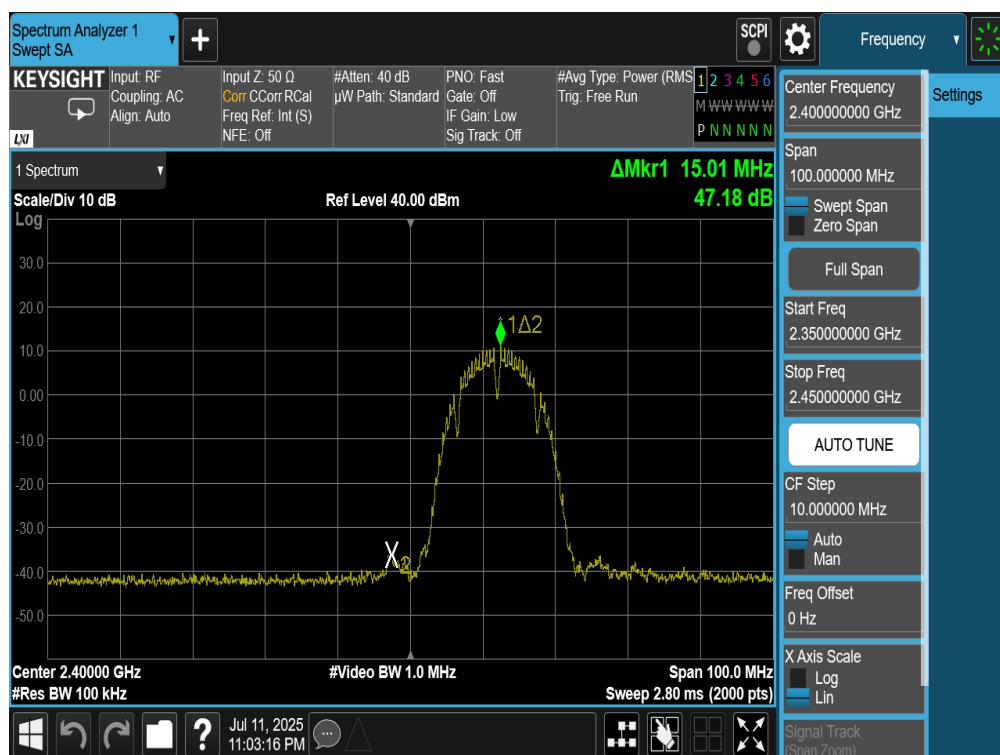 Spectrum Analyzer 1
Swept SA
+
SCPI
Frequency
KEYSIGHT
LXI
Input: RF
Coupling: AC
Align: Auto
Input Z: 50 Ω
Corr CCorr RCal
Freq Ref: Int (S)
NFE: Off
#Atten: 40 dB
µW Path: Standard
PNO: Fast
Gate: Off
IF Gain: Low
Sig Track: Off
#Avg Type: Power (RMS
Trig: Free Run
1 2 3 4 5 6
M W W W W W
P N N N N N
1 Spectrum
ΔMkr1 15.01 MHz
47.18 dB
Scale/Div 10 dB
Ref Level 40.00 dBm
Log
30.0
20.0
10.0
0.00
-10.0
-20.0
-30.0
-40.0
-50.0
1Δ2
X2
Center 2.40000 GHz
#Video BW 1.0 MHz
Span 100.0 MHz
#Res BW 100 kHz
Sweep 2.80 ms (2000 pts)
Center Frequency
2.400000000 GHz
Settings
Span
100.000000 MHz
Swept Span
Zero Span
Full Span
Start Freq
2.350000000 GHz
Stop Freq
2.450000000 GHz
AUTO TUNE
CF Step
10.000000 MHz
Auto
Man
Freq Offset
0 Hz
X Axis Scale
Log
Lin
Signal Track
(Span Zoom)
?
Jul 11, 2025
11:03:16 PM